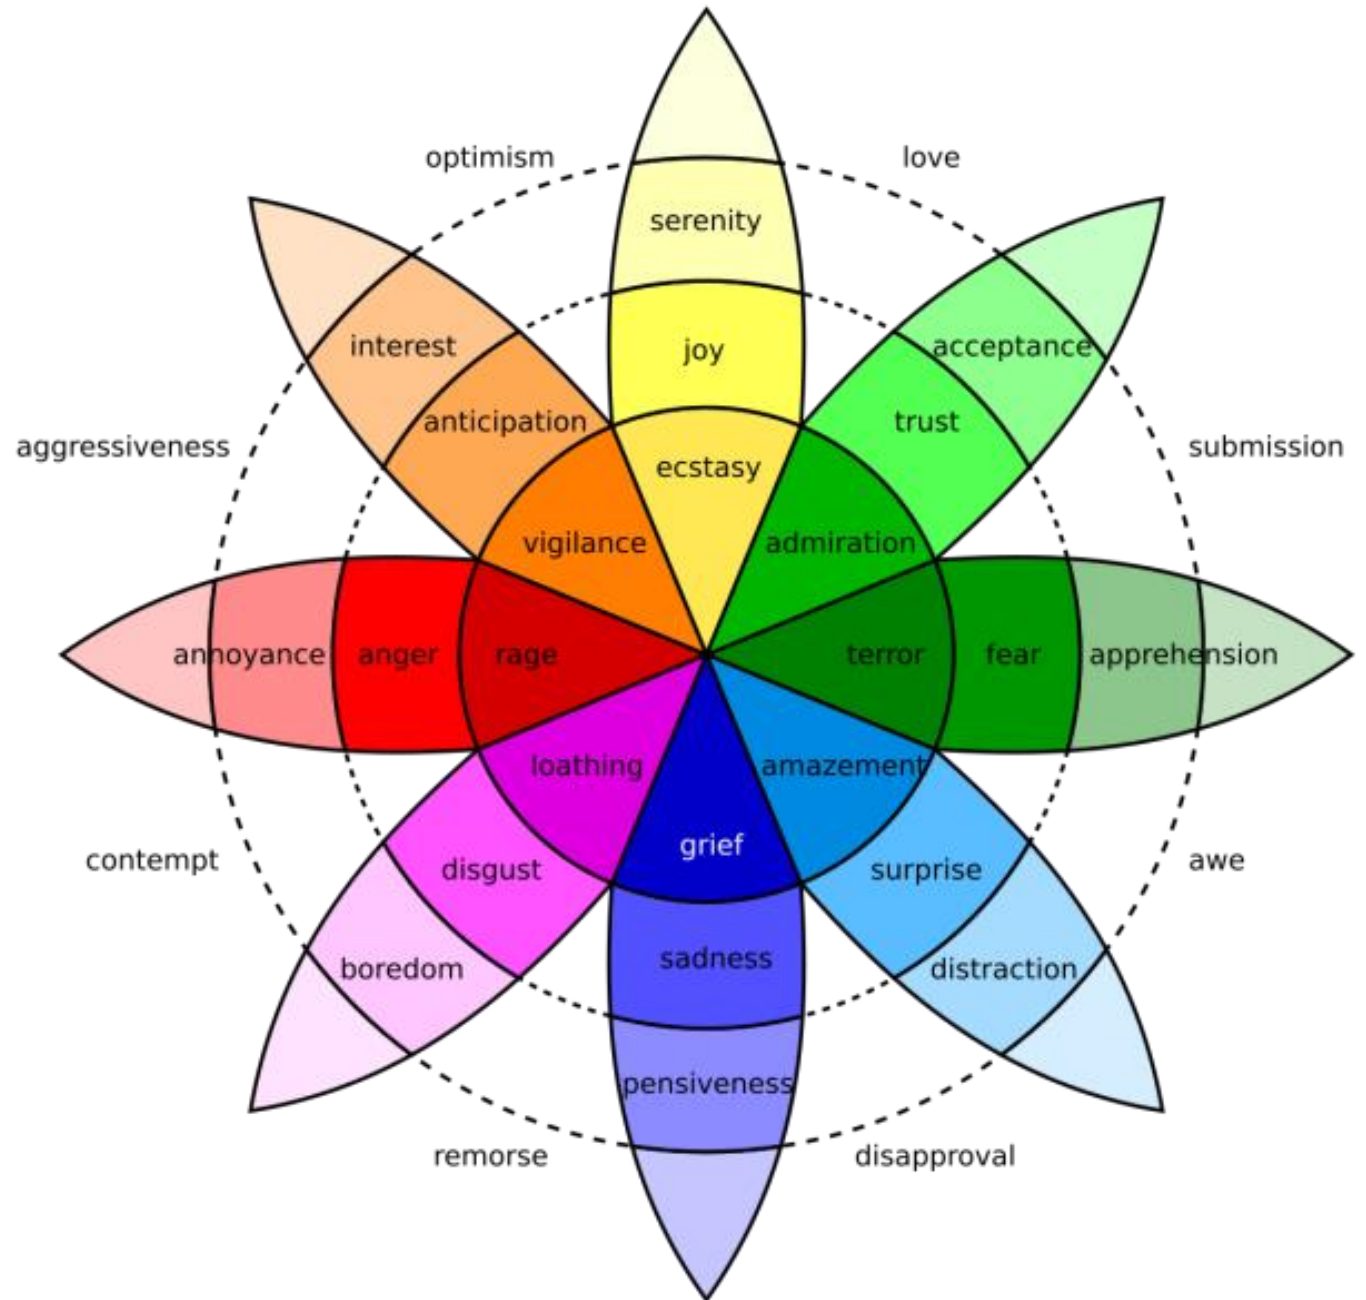 optimism
love
serenity
interest
acceptance
joy
anticipation
trust
aggressiveness
submission
ecstasy
vigilance
admiration
annoyance
anger
rage
terror
fear
apprehension
loathing
amazement
grief
contempt
awe
disgust
surprise
sadness
boredom
distraction
pensiveness
remorse
disapproval